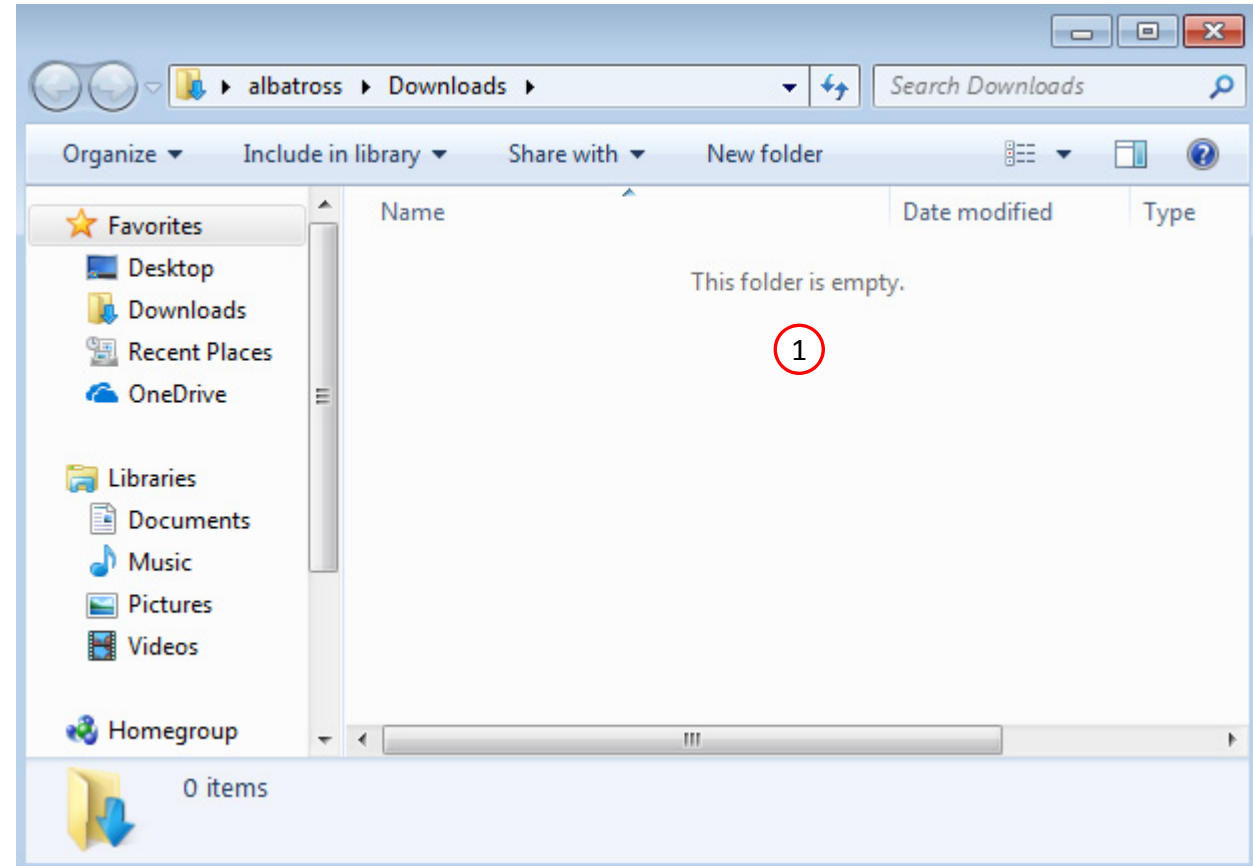 albatross Downloads
Search Downloads
Organize Include in library Share with New folder
Name Date modified Type
This folder is empty.
1
Favorites
Desktop
Downloads
Recent Places
OneDrive
Libraries
Documents
Music
Pictures
Videos
Homegroup
0 items